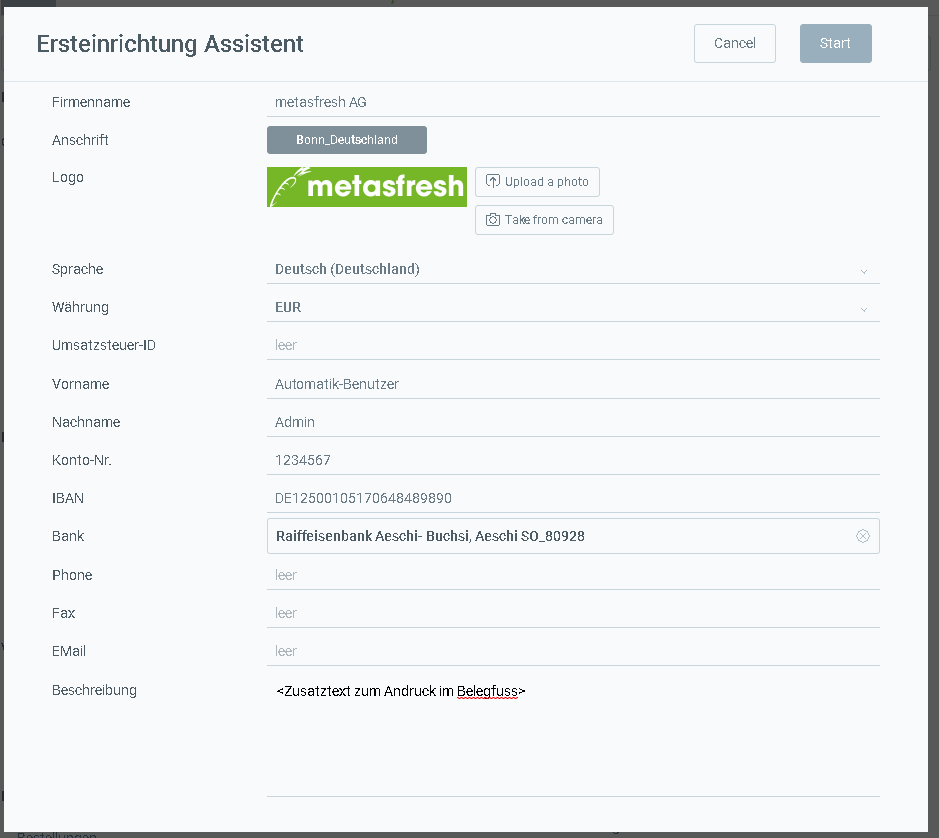 Ersteinrichtung Assistent
Cancel
Start
Firmenname
metasfresh AG
Anschrift
Bonn_Deutschland
Logo
metasfresh
Upload a photo
Take from camera
Sprache
Deutsch (Deutschland)
Währung
EUR
Umsatzsteuer-ID
leer
Vorname
Automatik-Benutzer
Nachname
Admin
Konto-Nr.
1234567
IBAN
DE12500105170648489890
Bank
Raiffeisenbank Aeschi- Buchsi, Aeschi SO_80928
Phone
leer
Fax
leer
EMail
leer
Beschreibung
<Zusatztext zum Andruck im Belegfuss>